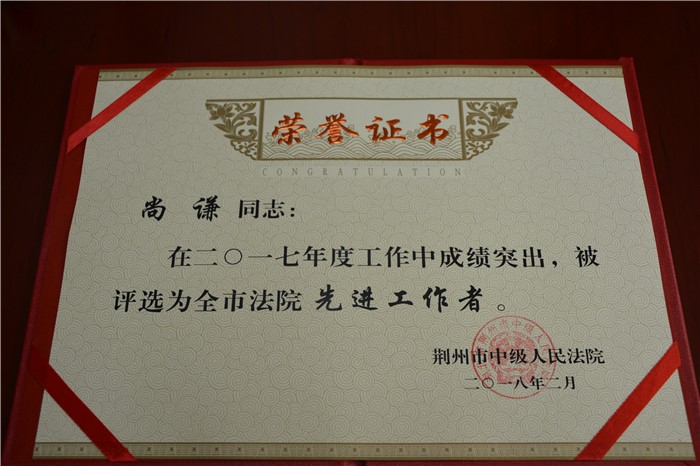 荣誉证书
CONGRATULATION
尚谦同志：
在二〇一七年度工作中成绩突出，被
评选为全市法院先进工作者。
荆州市中级人民法院
二〇一八年二月